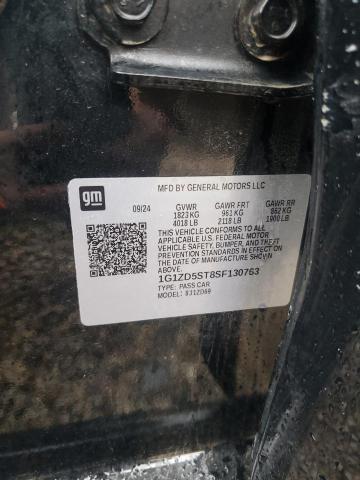 gm
MFD BY GENERAL MOTORS LLC
09/24 GVWR GAWR FRT GAWR RR
1823 KG 961 KG 862 KG
4018 LB 2118 LB 1900 LB
THIS VEHICLE CONFORMS TO ALL
APPLICABLE U.S. FEDERAL MOTOR
VEHICLE SAFETY, BUMPER, AND THEFT
PREVENTION STANDARDS IN EFFECT ON
THE DATE OF MANUFACTURE SHOWN
ABOVE.
1G1ZD5ST8SF130763
TYPE: PASS CAR
MODEL: SJ1ZD69